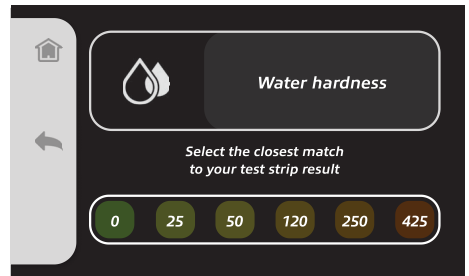 Water hardness
Select the closest match
to your test strip result
0 25 50 120 250 425